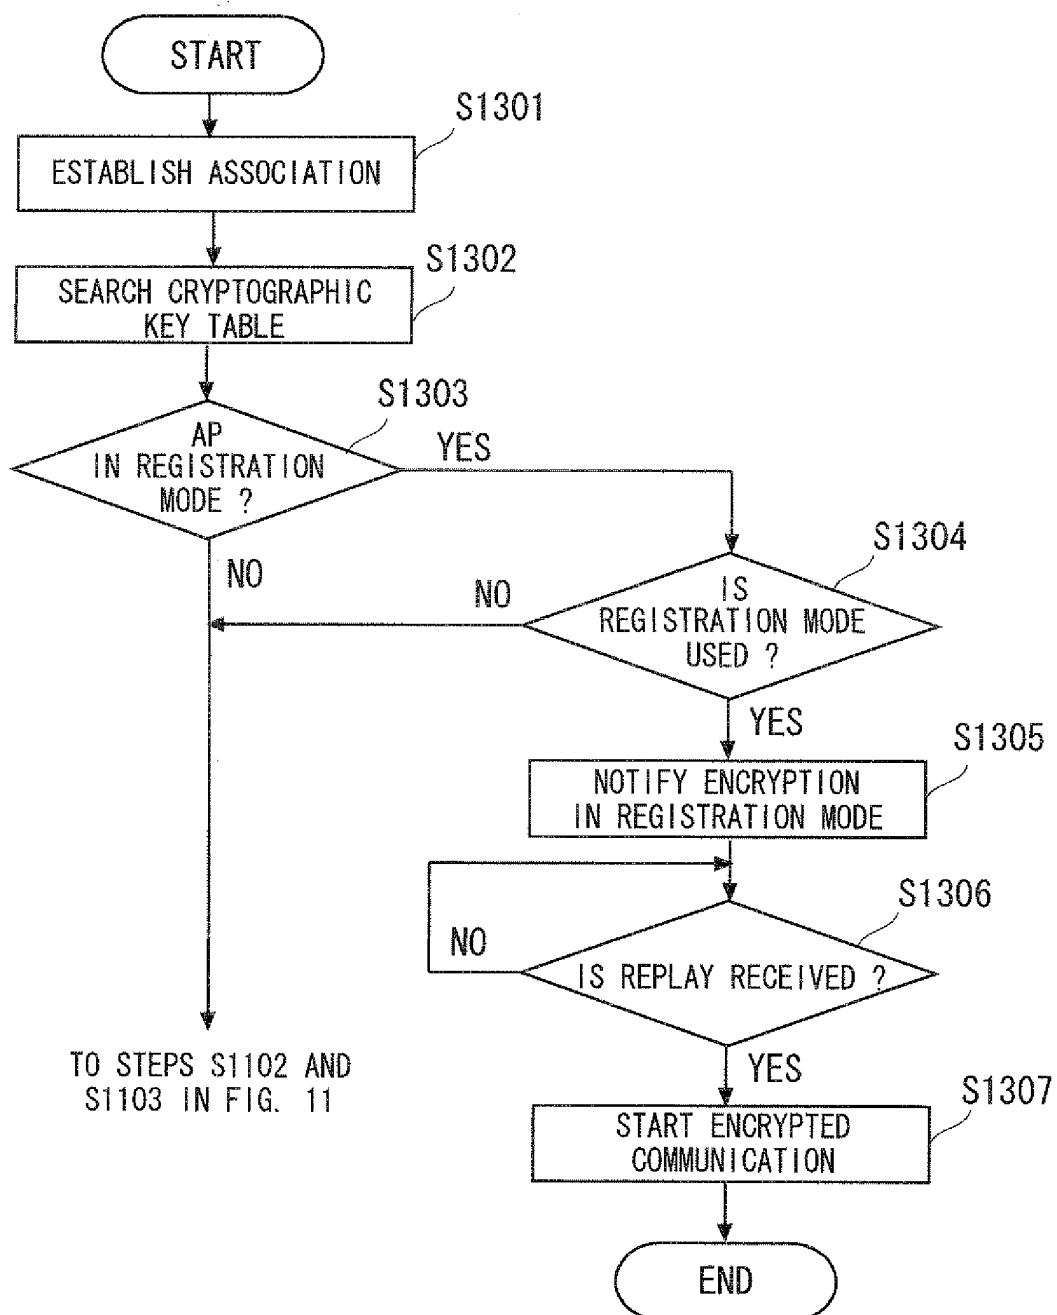 START
S1301
ESTABLISH ASSOCIATION
S1302
SEARCH CRYPTOGRAPHIC
KEY TABLE
S1303
AP
IN REGISTRATION
MODE ?
YES
NO
S1304
IS
REGISTRATION MODE
USED ?
NO
YES
S1305
NOTIFY ENCRYPTION
IN REGISTRATION MODE
S1306
IS REPLAY RECEIVED ?
NO
YES
TO STEPS S1102 AND
S1103 IN FIG. 11
S1307
START ENCRYPTED
COMMUNICATION
END